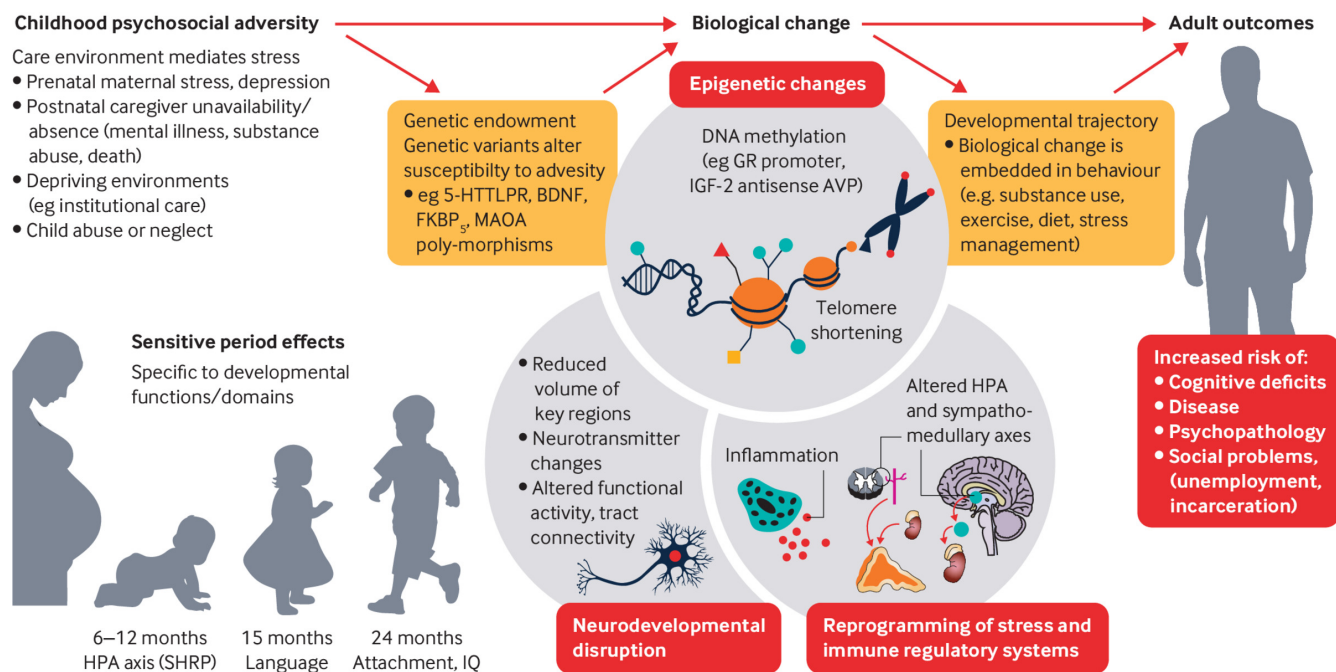 Childhood psychosocial adversity
Care environment mediates stress
• Prenatal maternal stress, depression
• Postnatal caregiver unavailability/
absence (mental illness, substance
abuse, death)
• Depriving environments
(eg institutional care)
• Child abuse or neglect
Genetic endowment
Genetic variants alter
susceptibilty to advesity
• eg 5-HTTLPR, BDNF,
FKBP5, MAOA
poly-morphisms
Biological change
Epigenetic changes
DNA methylation
(eg GR promoter,
IGF-2 antisense AVP)
Telomere
shortening
Developmental trajectory
• Biological change is
embedded in behaviour
(e.g. substance use,
exercise, diet, stress
management)
Adult outcomes
Sensitive period effects
Specific to developmental
functions/domains
6–12 months
HPA axis (SHRP)
15 months
Language
24 months
Attachment, IQ
• Reduced
volume of
key regions
• Neurotransmitter
changes
• Altered functional
activity, tract
connectivity
Neurodevelopmental
disruption
Inflammation
Altered HPA
and sympatho-
medullary axes
Reprogramming of stress and
immune regulatory systems
Increased risk of:
• Cognitive deficits
• Disease
• Psychopathology
• Social problems,
(unemployment,
incarceration)